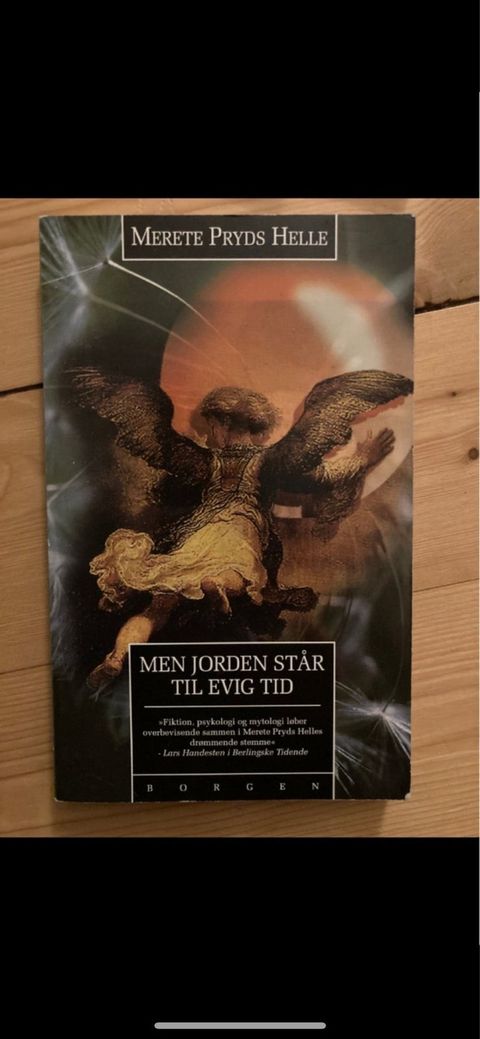 MERETE PRYDS HELLE
MEN JORDEN STÅR
TIL EVIG TID
»Fiktion, psykologi og mytologi løber
overbevisende sammen i Merete Pryds Helles
drømmende stemme«
- Lars Handesten i Berlingske Tidende
BORGEN